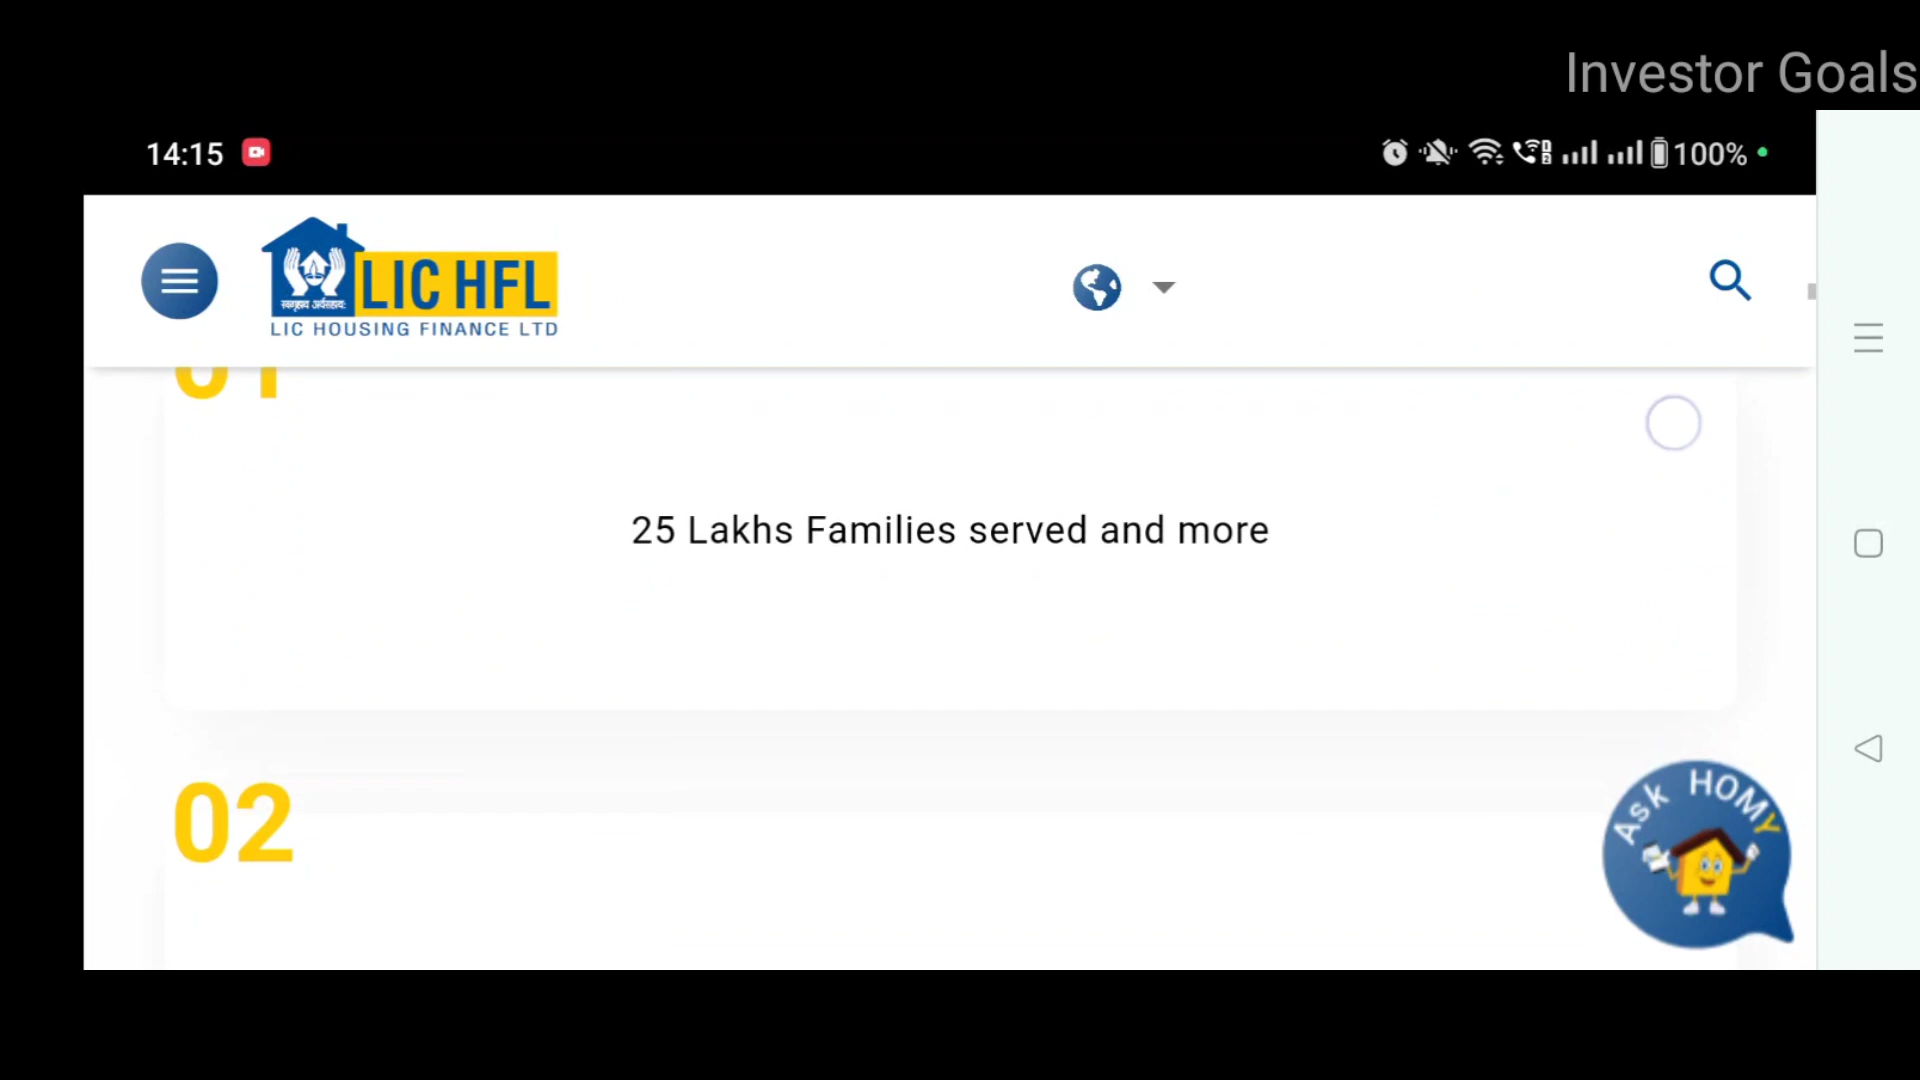 Investor Goals
14:15
100%
LIC HFL
LIC HOUSING FINANCE LTD
01
25 Lakhs Families served and more
02
Ask HOMY